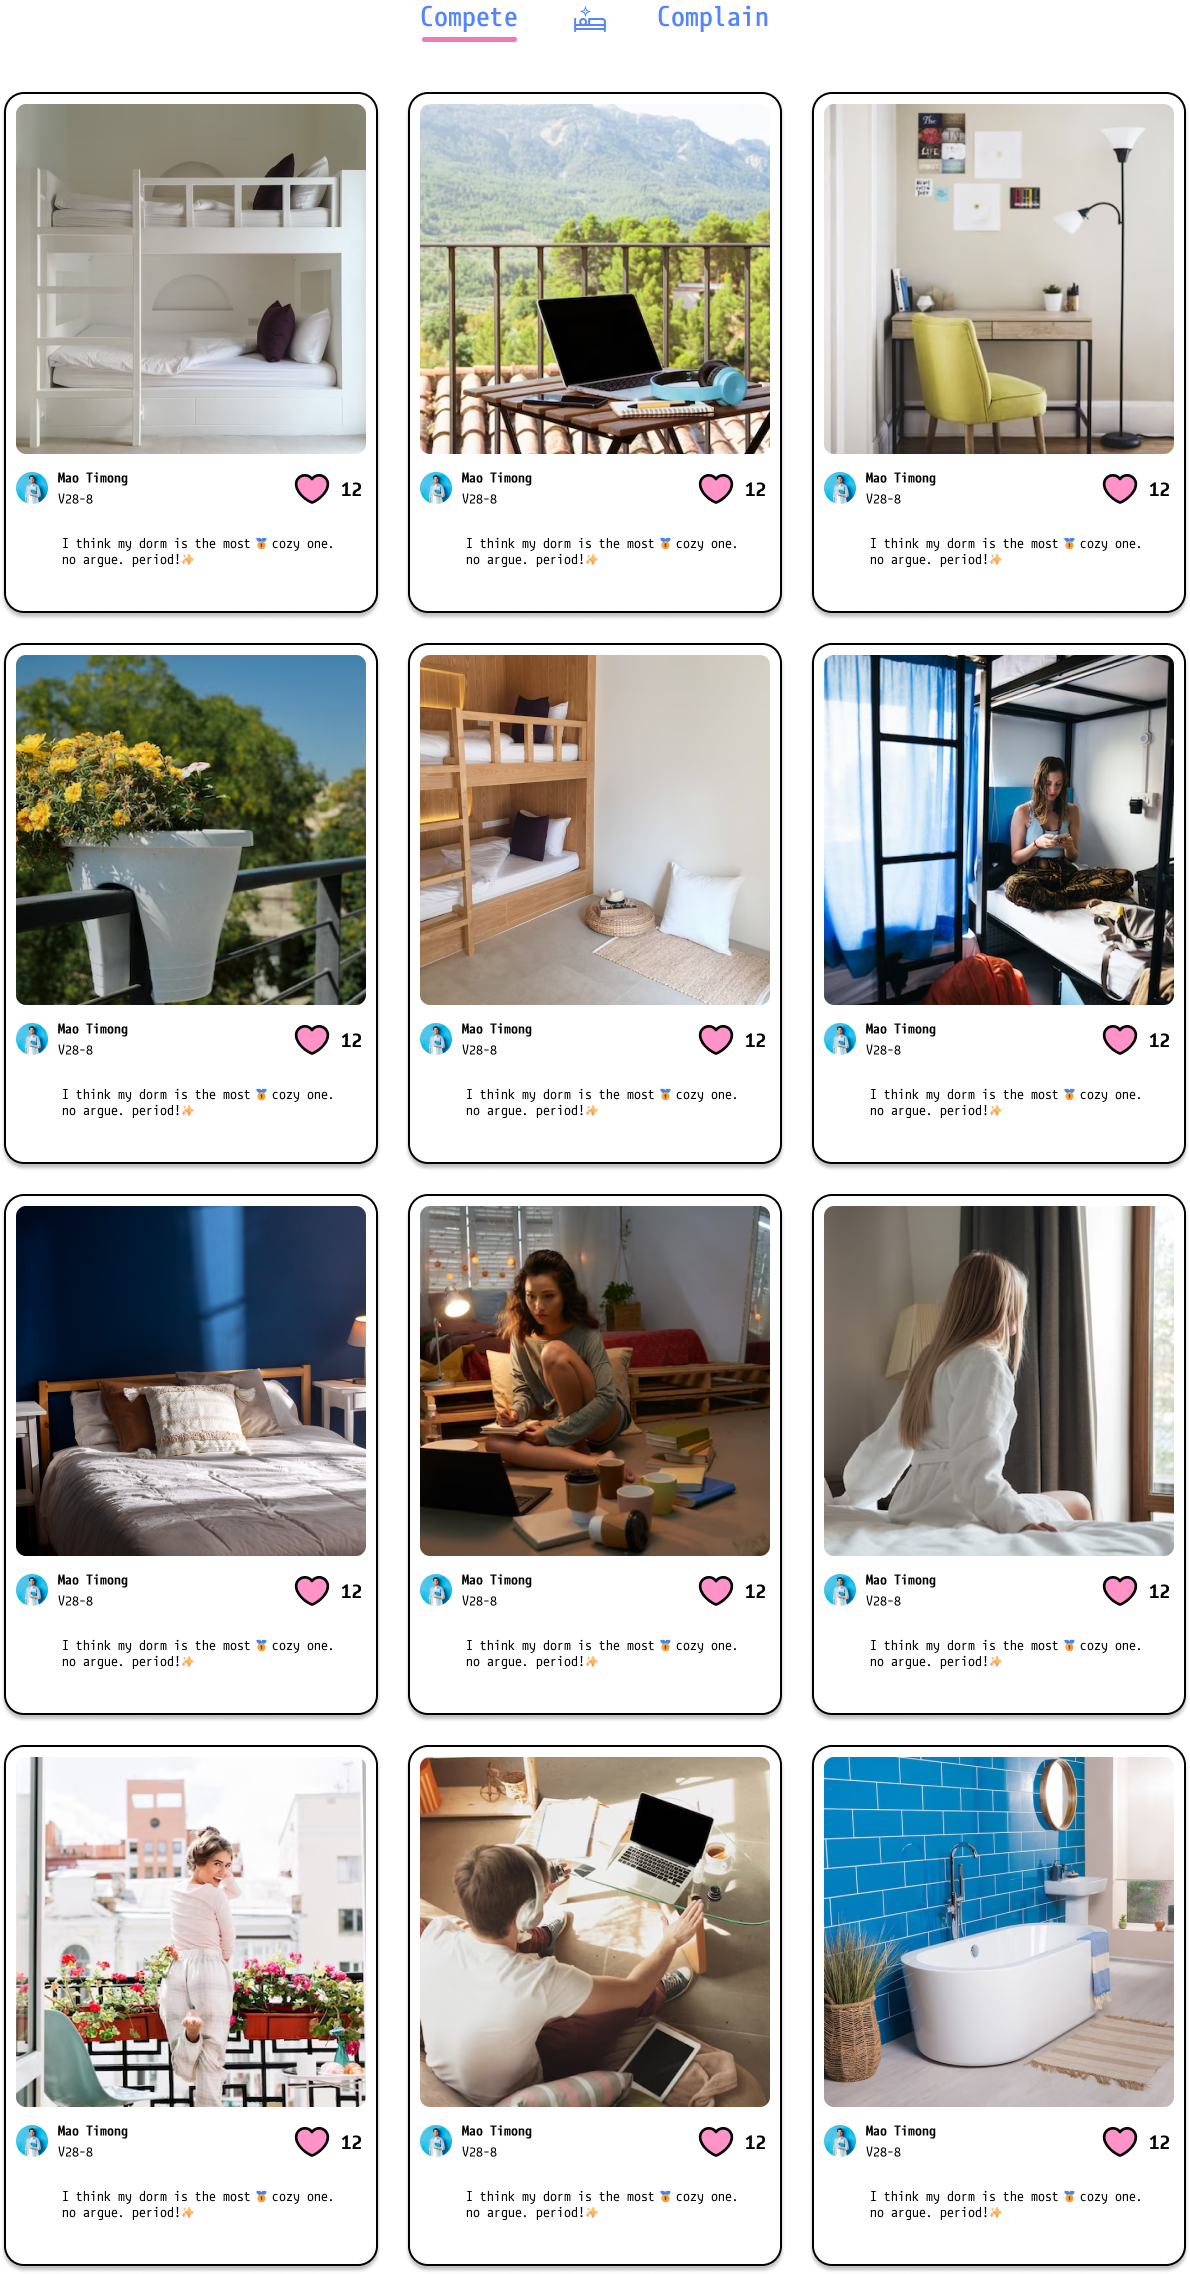 Compete Complain
The
LIFE
Mao Timong 12
V28-8
I think my dorm is the most 🏅 cozy one.
no argue. period!✨
Mao Timong 12
V28-8
I think my dorm is the most 🏅 cozy one.
no argue. period!✨
Mao Timong 12
V28-8
I think my dorm is the most 🏅 cozy one.
no argue. period!✨
Mao Timong 12
V28-8
I think my dorm is the most 🏅 cozy one.
no argue. period!✨
Mao Timong 12
V28-8
I think my dorm is the most 🏅 cozy one.
no argue. period!✨
Mao Timong 12
V28-8
I think my dorm is the most 🏅 cozy one.
no argue. period!✨
Mao Timong 12
V28-8
I think my dorm is the most 🏅 cozy one.
no argue. period!✨
Mao Timong 12
V28-8
I think my dorm is the most 🏅 cozy one.
no argue. period!✨
Mao Timong 12
V28-8
I think my dorm is the most 🏅 cozy one.
no argue. period!✨
Mao Timong 12
V28-8
I think my dorm is the most 🏅 cozy one.
no argue. period!✨
Mao Timong 12
V28-8
I think my dorm is the most 🏅 cozy one.
no argue. period!✨
Mao Timong 12
V28-8
I think my dorm is the most 🏅 cozy one.
no argue. period!✨